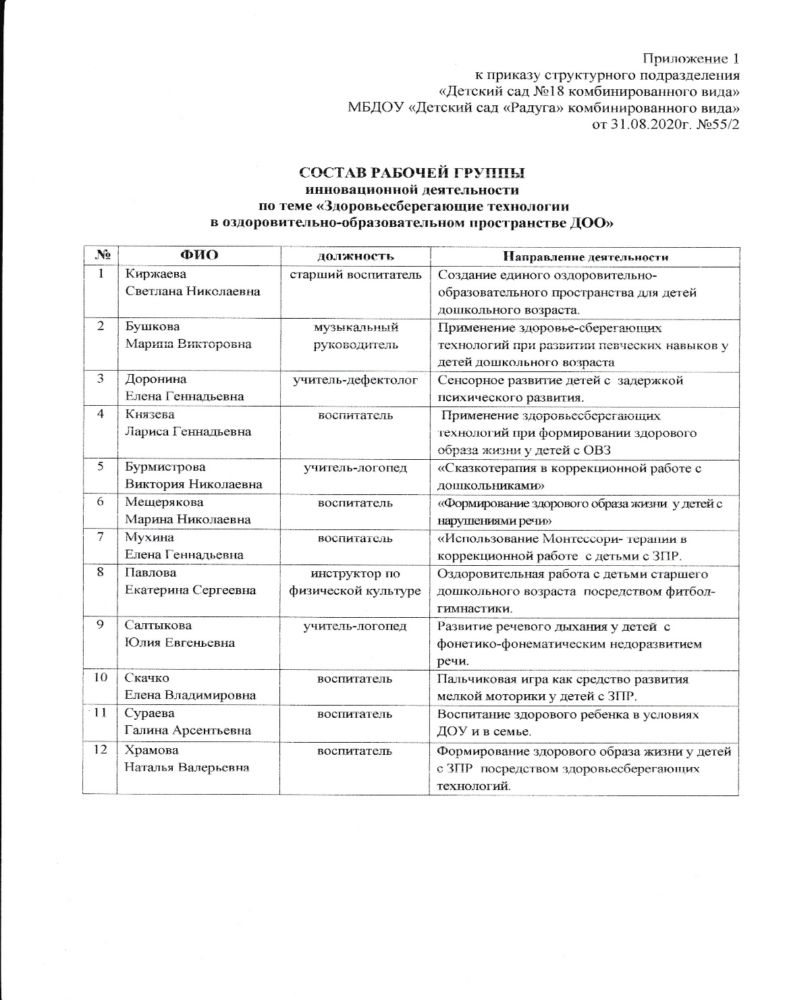 Приложение 1
к приказу структурного подразделения
«Детский сад №18 комбинированного вида»
МБДОУ «Детский сад «Радуга» комбинированного вида»
от 31.08.2020г. №55/2
СОСТАВ РАБОЧЕЙ ГРУППЫ
инновационной деятельности
по теме «Здоровьесберегающие технологии
в оздоровительно-образовательном пространстве ДОО»
№ ФИО должность Направление деятельности
1 Киржаева старший воспитатель Создание единого оздоровительно-
Светлана Николаевна образовательного пространства для детей
дошкольного возраста.
2 Бушкова музыкальный Применение здоровье-сберегающих
Марина Викторовна руководитель технологий при развитии певческих навыков у
детей дошкольного возраста
3 Доронина учитель-дефектолог Сенсорное развитие детей с задержкой
Елена Геннадьевна психического развития.
4 Князева воспитатель Применение здоровьесберегающих
Лариса Геннадьевна технологий при формировании здорового
образа жизни у детей с ОВЗ
5 Бурмистрова учитель-логопед «Сказкотерапия в коррекционной работе с
Виктория Николаевна дошкольниками»
6 Мещерякова воспитатель «Формирование здорового образа жизни у детей с
Марина Николаевна нарушениями речи»
7 Мухина воспитатель «Использование Монтессори- терапии в
Елена Геннадьевна коррекционной работе с детьми с ЗПР.
8 Павлова инструктор по Оздоровительная работа с детьми старшего
Екатерина Сергеевна физической культуре дошкольного возраста посредством фитбол-
гимнастики.
9 Салтыкова учитель-логопед Развитие речевого дыхания у детей с
Юлия Евгеньевна фонетико-фонематическим недоразвитием
речи.
10 Скачко воспитатель Пальчиковая игра как средство развития
Елена Владимировна мелкой моторики у детей с ЗПР.
11 Сураева воспитатель Воспитание здорового ребенка в условиях
Галина Арсентьевна ДОУ и в семье.
12 Храмова воспитатель Формирование здорового образа жизни у детей
Наталья Валерьевна с ЗПР посредством здоровьесберегающих
технологий.